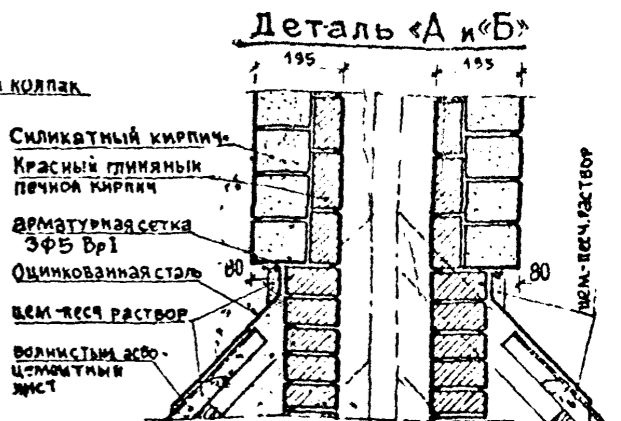 Деталь «А и «Б»
195
195
колпак
Силикатный кирпич
Красный глиняный
печной кирпич
арматурная сетка
3ф5 Вр I
Оцинкованная сталь
цем-песч раствор
волнистый асбо-
цементный
лист
80
80
цем.-песч. раствор